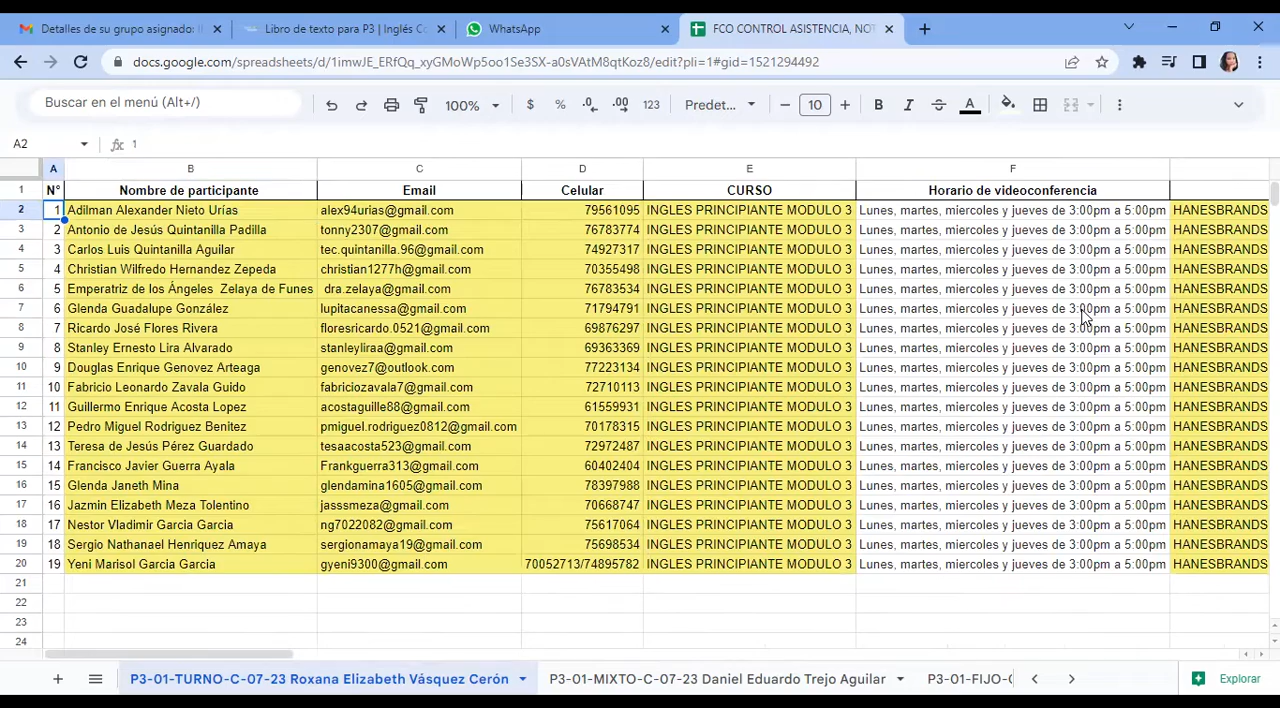 Detalles de su grupo asignado:
Libro de texto para P3 | Inglés
WhatsApp
FCO CONTROL ASISTENCIA, NOT
docs.google.com/spreadsheets/d/1imwJE_ERfQq_xyGMoWp5oo1Se3SX-a0sVAtM8qtKoz8/edit?pli=1#gid=1521294492
Buscar en el menú (Alt+/) 100% $ % .0 .00 123 Predet... − 10 + B I A
A2 fx 1
A B C D E F
1 N° Nombre de participante Email Celular CURSO Horario de videoconferencia
2 1 Adilman Alexander Nieto Urías alex94urias@gmail.com 79561095 INGLES PRINCIPIANTE MODULO 3 Lunes, martes, miercoles y jueves de 3:00pm a 5:00pm HANESBRANDS
3 2 Antonio de Jesús Quintanilla Padilla tonny2307@gmail.com 76783774 INGLES PRINCIPIANTE MODULO 3 Lunes, martes, miercoles y jueves de 3:00pm a 5:00pm HANESBRANDS
4 3 Carlos Luis Quintanilla Aguilar tec.quintanilla.96@gmail.com 74927317 INGLES PRINCIPIANTE MODULO 3 Lunes, martes, miercoles y jueves de 3:00pm a 5:00pm HANESBRANDS
5 4 Christian Wilfredo Hernandez Zepeda christian1277h@gmail.com 70355498 INGLES PRINCIPIANTE MODULO 3 Lunes, martes, miercoles y jueves de 3:00pm a 5:00pm HANESBRANDS
6 5 Emperatriz de los Ángeles Zelaya de Funes dra.zelaya@gmail.com 76783534 INGLES PRINCIPIANTE MODULO 3 Lunes, martes, miercoles y jueves de 3:00pm a 5:00pm HANESBRANDS
7 6 Glenda Guadalupe González lupitacanessa@gmail.com 71794791 INGLES PRINCIPIANTE MODULO 3 Lunes, martes, miercoles y jueves de 3:00pm a 5:00pm HANESBRANDS
8 7 Ricardo José Flores Rivera floresricardo.0521@gmail.com 69876297 INGLES PRINCIPIANTE MODULO 3 Lunes, martes, miercoles y jueves de 3:00pm a 5:00pm HANESBRANDS
9 8 Stanley Ernesto Lira Alvarado stanleyliraa@gmail.com 69363369 INGLES PRINCIPIANTE MODULO 3 Lunes, martes, miercoles y jueves de 3:00pm a 5:00pm HANESBRANDS
10 9 Douglas Enrique Genovez Arteaga genovez7@outlook.com 77223134 INGLES PRINCIPIANTE MODULO 3 Lunes, martes, miercoles y jueves de 3:00pm a 5:00pm HANESBRANDS
11 10 Fabricio Leonardo Zavala Guido fabriciozavala7@gmail.com 72710113 INGLES PRINCIPIANTE MODULO 3 Lunes, martes, miercoles y jueves de 3:00pm a 5:00pm HANESBRANDS
12 11 Guillermo Enrique Acosta Lopez acostaguille88@gmail.com 61559931 INGLES PRINCIPIANTE MODULO 3 Lunes, martes, miercoles y jueves de 3:00pm a 5:00pm HANESBRANDS
13 12 Pedro Miguel Rodriguez Benitez pmiguel.rodriguez0812@gmail.com 70178315 INGLES PRINCIPIANTE MODULO 3 Lunes, martes, miercoles y jueves de 3:00pm a 5:00pm HANESBRANDS
14 13 Teresa de Jesús Pérez Guardado tesaacosta523@gmail.com 72972487 INGLES PRINCIPIANTE MODULO 3 Lunes, martes, miercoles y jueves de 3:00pm a 5:00pm HANESBRANDS
15 14 Francisco Javier Guerra Ayala Frankguerra313@gmail.com 60402404 INGLES PRINCIPIANTE MODULO 3 Lunes, martes, miercoles y jueves de 3:00pm a 5:00pm HANESBRANDS
16 15 Glenda Janeth Mina glendamina1605@gmail.com 78397988 INGLES PRINCIPIANTE MODULO 3 Lunes, martes, miercoles y jueves de 3:00pm a 5:00pm HANESBRANDS
17 16 Jazmin Elizabeth Meza Tolentino jasssmeza@gmail.com 70668747 INGLES PRINCIPIANTE MODULO 3 Lunes, martes, miercoles y jueves de 3:00pm a 5:00pm HANESBRANDS
18 17 Nestor Vladimir Garcia Garcia ng7022082@gmail.com 75617064 INGLES PRINCIPIANTE MODULO 3 Lunes, martes, miercoles y jueves de 3:00pm a 5:00pm HANESBRANDS
19 18 Sergio Nathanael Henriquez Amaya sergionamaya19@gmail.com 75698534 INGLES PRINCIPIANTE MODULO 3 Lunes, martes, miercoles y jueves de 3:00pm a 5:00pm HANESBRANDS
20 19 Yeni Marisol Garcia Garcia gyeni9300@gmail.com 70052713/74895782 INGLES PRINCIPIANTE MODULO 3 Lunes, martes, miercoles y jueves de 3:00pm a 5:00pm HANESBRANDS
21
22
23
24
P3-01-TURNO-C-07-23 Roxana Elizabeth Vásquez Cerón P3-01-MIXTO-C-07-23 Daniel Eduardo Trejo Aguilar P3-01-FIJO- Explorar